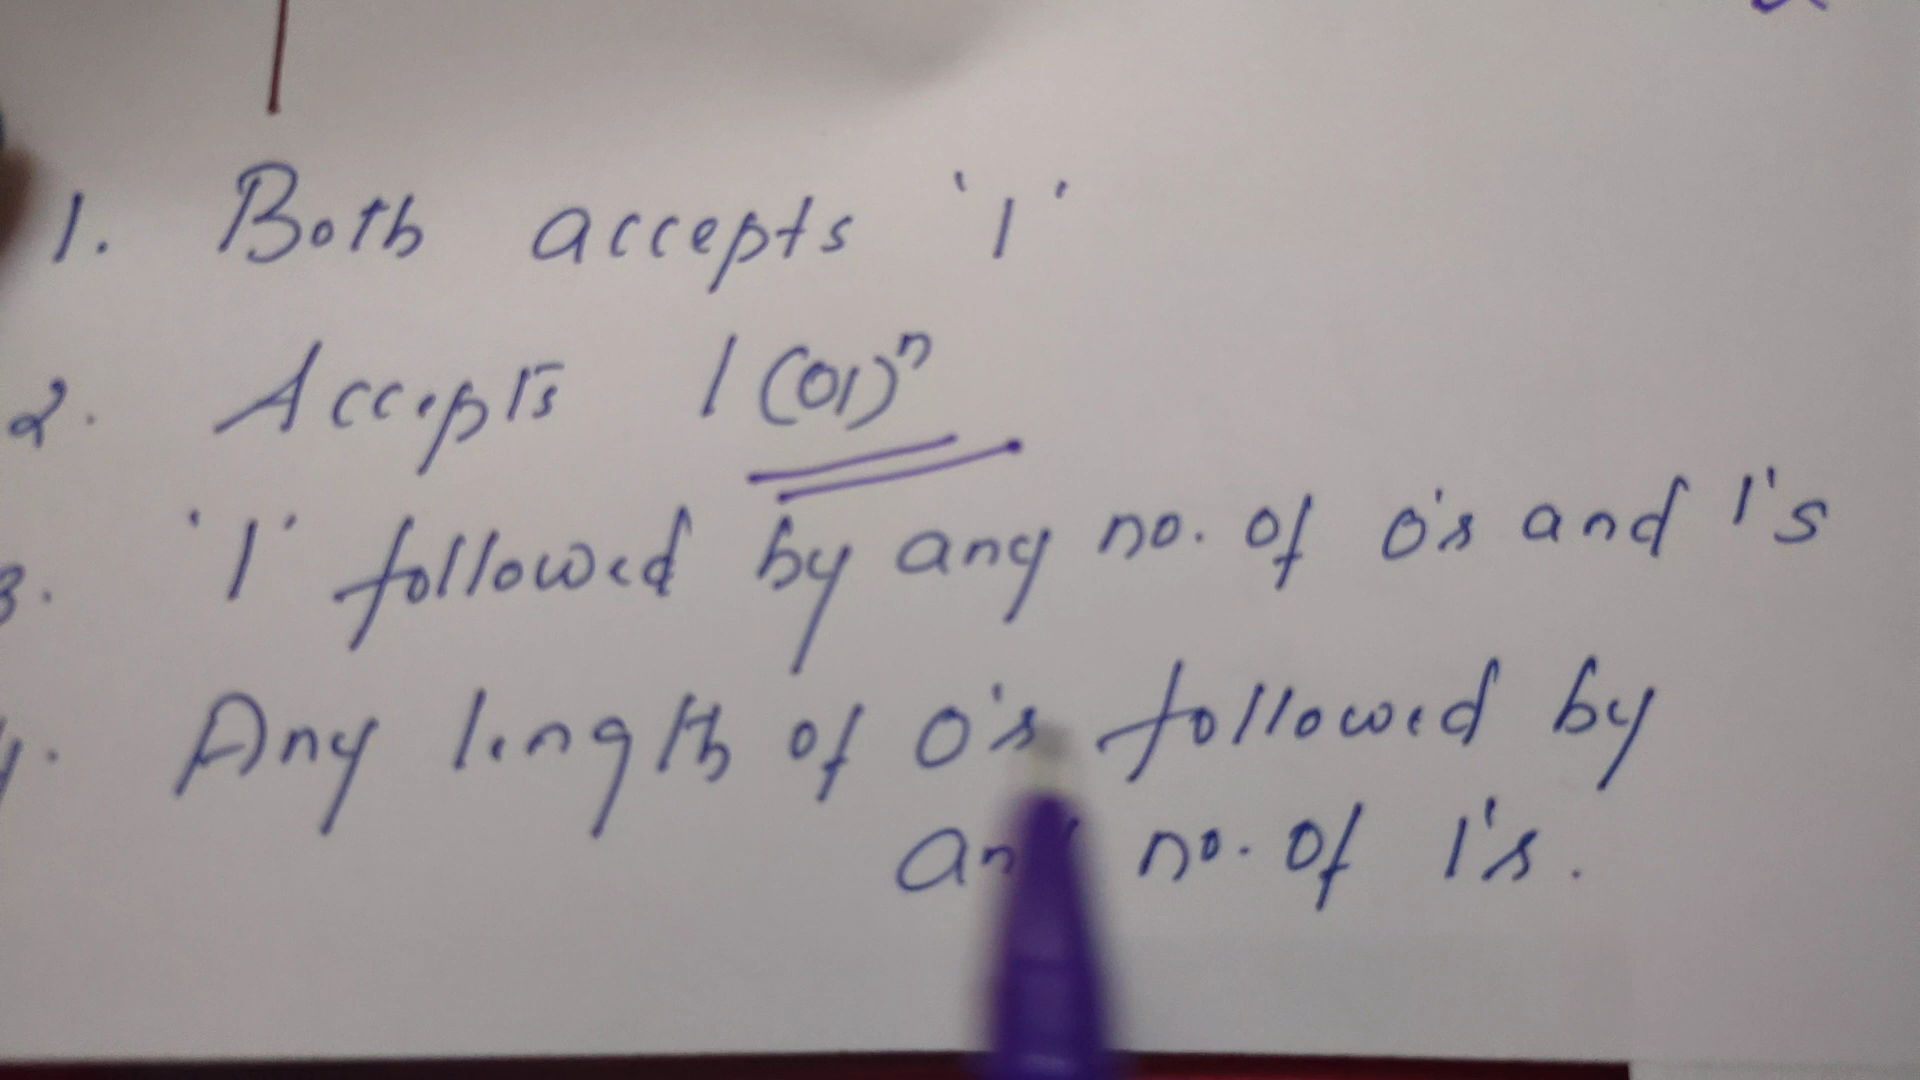 1. Both accepts '1'
2. Accepts 1(01)ⁿ
3. '1' followed by any no. of 0's and 1's
4. Any length of 0's followed by
no. of 1's.